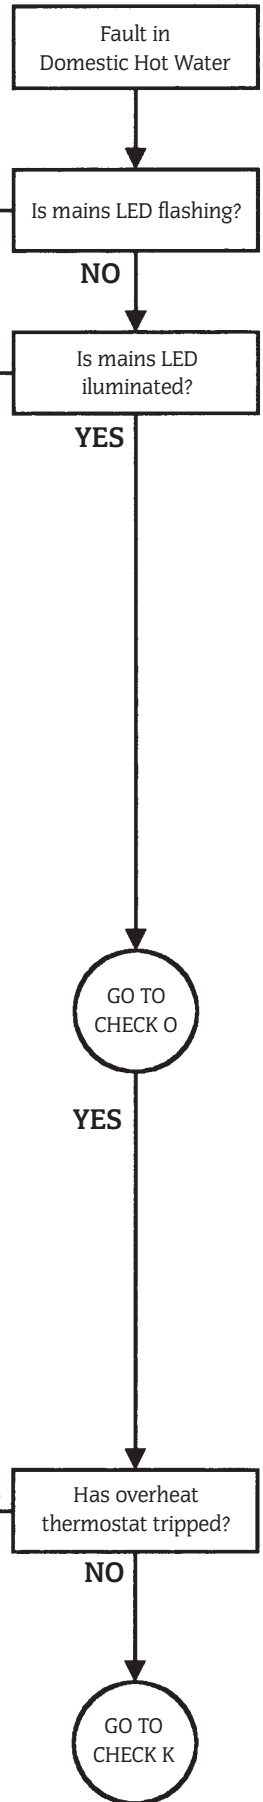 Fault in
Domestic Hot Water
Is mains LED flashing?
NO
Is mains LED
iluminated?
YES
GO TO
CHECK O
YES
Has overheat
thermostat tripped?
NO
GO TO
CHECK K